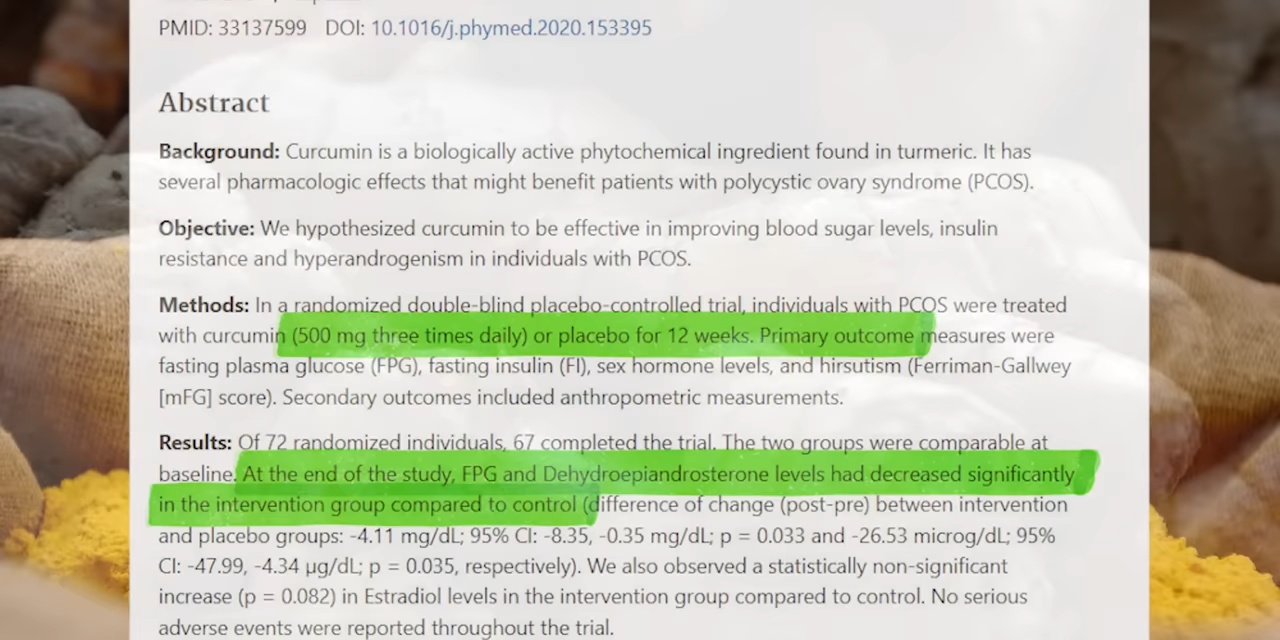 PMID: 33137599 DOI: 10.1016/j.phymed.2020.153395
Abstract
Background: Curcumin is a biologically active phytochemical ingredient found in turmeric. It has
several pharmacologic effects that might benefit patients with polycystic ovary syndrome (PCOS).
Objective: We hypothesized curcumin to be effective in improving blood sugar levels, insulin
resistance and hyperandrogenism in individuals with PCOS.
Methods: In a randomized double-blind placebo-controlled trial, individuals with PCOS were treated
with curcumin (500 mg three times daily) or placebo for 12 weeks. Primary outcome measures were
fasting plasma glucose (FPG), fasting insulin (FI), sex hormone levels, and hirsutism (Ferriman-Gallwey
[mFG] score). Secondary outcomes included anthropometric measurements.
Results: Of 72 randomized individuals, 67 completed the trial. The two groups were comparable at
baseline. At the end of the study, FPG and Dehydroepiandrosterone levels had decreased significantly
in the intervention group compared to control (difference of change (post-pre) between intervention
and placebo groups: -4.11 mg/dL; 95% CI: -8.35, -0.35 mg/dL; p = 0.033 and -26.53 microg/dL; 95%
CI: -47.99, -4.34 µg/dL; p = 0.035, respectively). We also observed a statistically non-significant
increase (p = 0.082) in Estradiol levels in the intervention group compared to control. No serious
adverse events were reported throughout the trial.